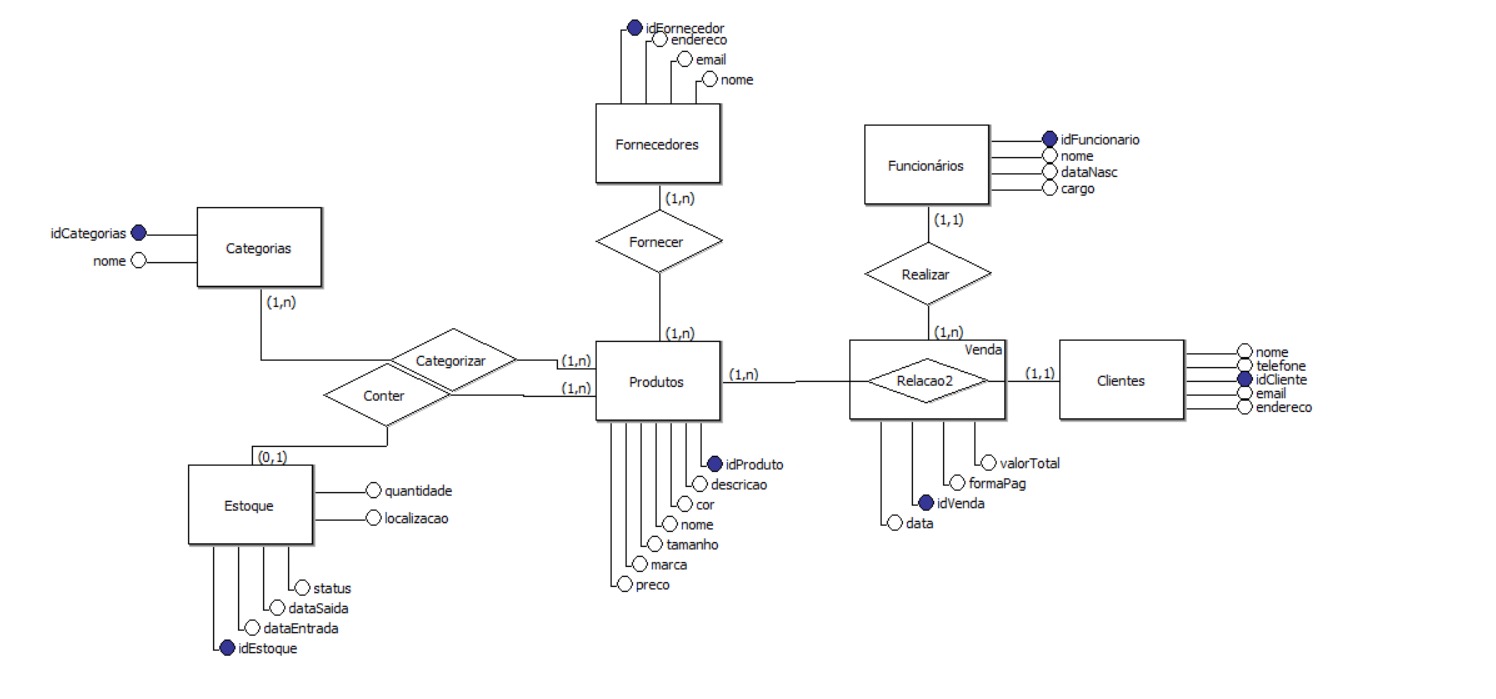 idFornecedor
endereco
email
nome
Fornecedores
(1,n)
Fornecer
(1,n)
Funcionários
idFuncionario
nome
dataNasc
cargo
(1,1)
Realizar
(1,n)
idCategorias
nome
Categorias
(1,n)
Categorizar
(1,n)
Conter
(1,n)
Produtos
(1,n)
Venda
Relacao2
(1,1)
Clientes
nome
telefone
idCliente
email
endereco
(0,1)
Estoque
quantidade
localizacao
status
dataSaida
dataEntrada
idEstoque
idProduto
descricao
cor
nome
tamanho
marca
preco
valorTotal
formaPag
idVenda
data